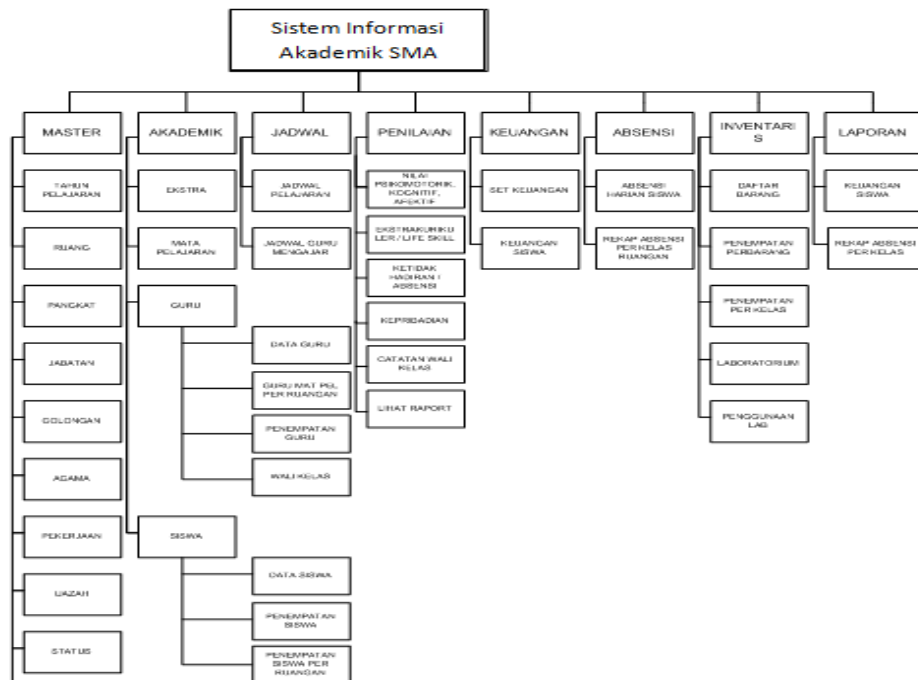 Sistem Informasi
Akademik SMA
MASTER
AKADEMIK
JADWAL
PENILAIAN
KEUANGAN
ABSENSI
INVENTARI
S
LAPORAN
TAHUN
PELAJARAN
RUANG
PANGKAT
JABATAN
GOLONGAN
AGAMA
PEKERJAAN
IJAZAH
STATUS
EKSTRA
MATA
PELAJARAN
GURU
DATA GURU
GURU MAT PEL
PER RUANGAN
PENEMPATAN
GURU
WALI KELAS
SISWA
DATA SISWA
PENEMPATAN
SISWA
PENEMPATAN
SISWA PER
RUANGAN
JADWAL
PELAJARAN
JADWAL GURU
MENGAJAR
NILAI
PSIKOMOTORIK,
KOGNITIF,
AFEKTIF
EKSTRAKURIKU
LER / LIFE SKILL
KETIDAK
HADIRAN /
ABSENSI
KEPRIBADIAN
CATATAN WALI
KELAS
LIHAT RAPORT
SET KEUANGAN
KEUANGAN
SISWA
ABSENSI
HARIAN SISWA
REKAP ABSENSI
PER KELAS
RUANGAN
DAFTAR
BARANG
PENEMPATAN
PERBARANG
PENEMPATAN
PER KELAS
LABORATORIUM
PENGGUNAAN
LAB
KEUANGAN
SISWA
REKAP ABSENSI
PER KELAS